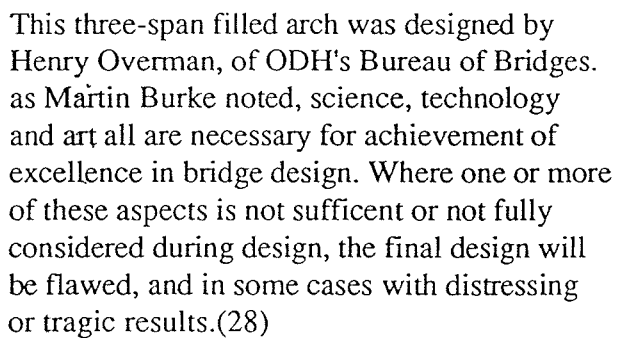 This three-span filled arch was designed by
Henry Overman, of ODH's Bureau of Bridges.
as Martin Burke noted, science, technology
and art all are necessary for achievement of
excellence in bridge design. Where one or more
of these aspects is not sufficent or not fully
considered during design, the final design will
be flawed, and in some cases with distressing
or tragic results.(28)